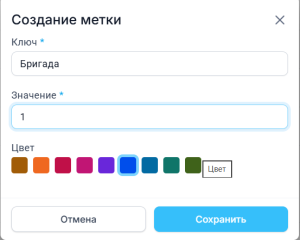 Создание метки
Ключ *
Бригада
Значение *
1
Цвет
Цвет
Отмена
Сохранить